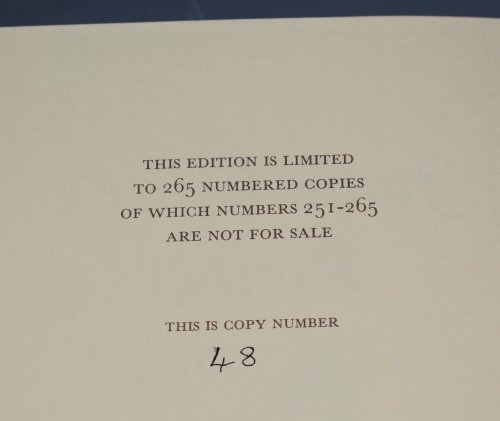 THIS EDITION IS LIMITED
TO 265 NUMBERED COPIES
OF WHICH NUMBERS 251-265
ARE NOT FOR SALE
THIS IS COPY NUMBER
48